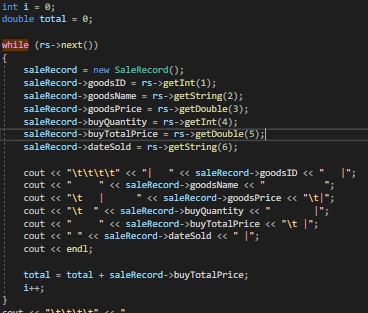 int i = 0;
double total = 0;
while (rs->next())
{
saleRecord = new SaleRecord();
saleRecord->goodsID = rs->getInt(1);
saleRecord->goodsName = rs->getString(2);
saleRecord->goodsPrice = rs->getDouble(3);
saleRecord->buyQuantity = rs->getInt(4);
saleRecord->buyTotalPrice = rs->getDouble(5);
saleRecord->dateSold = rs->getString(6);
cout << "\t\t\t\t" << "|   " << saleRecord->goodsID << "   |";
cout << "     " << saleRecord->goodsName << "          ";
cout << "\t   |      " << saleRecord->goodsPrice << "\t|";
cout << "\t  " << saleRecord->buyQuantity << "        |";
cout << "     " << saleRecord->buyTotalPrice << "\t |";
cout << " " << saleRecord->dateSold << " |";
cout << endl;
total = total + saleRecord->buyTotalPrice;
i++;
}
cout << "\t\t\t\t" << "